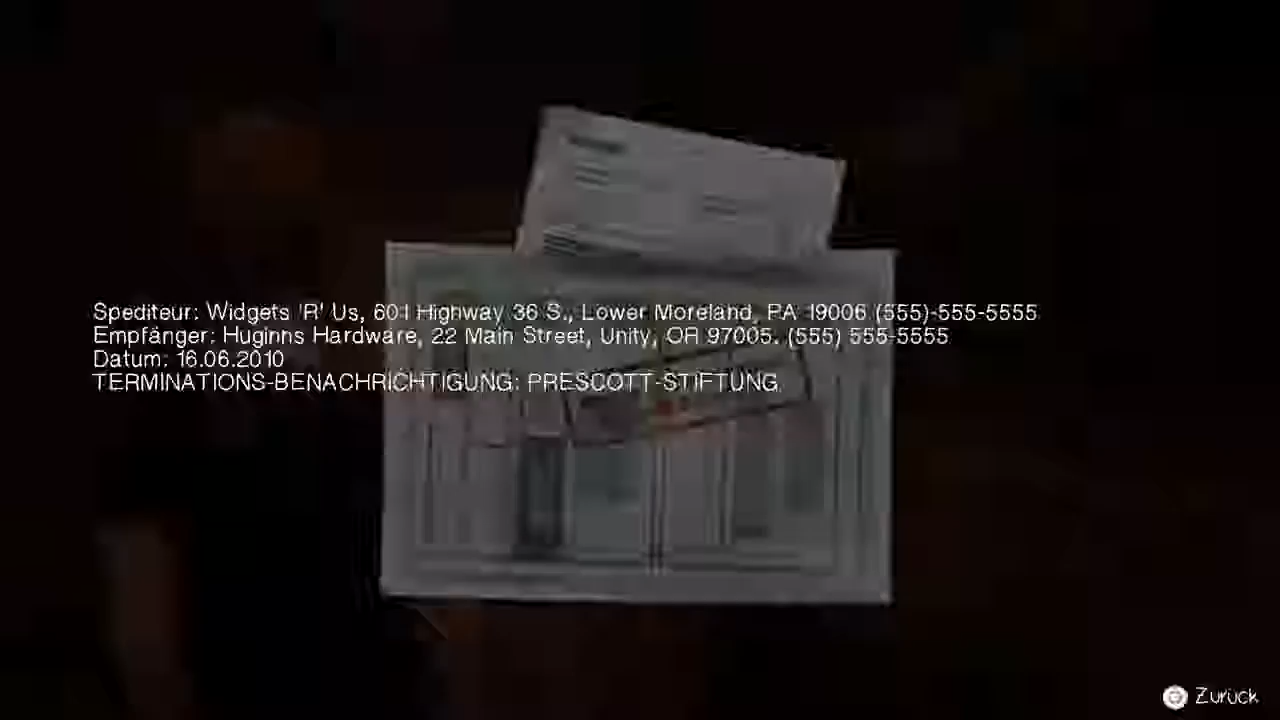 Spediteur: Widgets 'R' Us, 601 Highway 36 S., Lower Moreland, PA 19006 (555)-555-5555
Empfänger: Huginns Hardware, 22 Main Street, Unity, OR 97005. (555) 555-5555
Datum: 16.06.2010
TERMINATIONS-BENACHRICHTIGUNG: PRESCOTT-STIFTUNG
Zurück